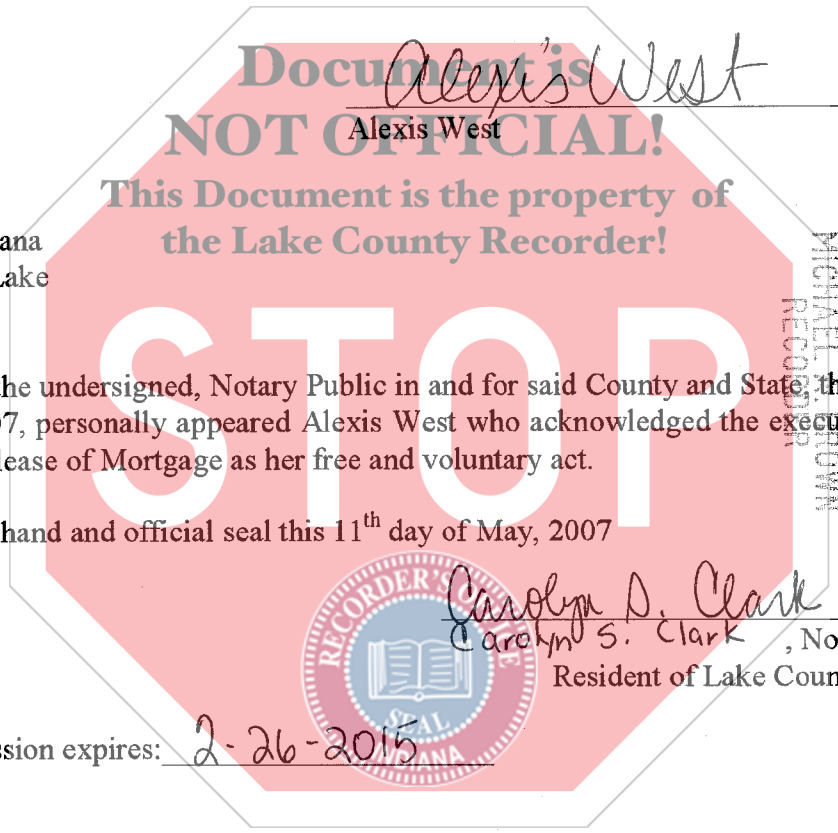 Document is
Alexis West
NOT OFFICIAL!
Alexis West
This Document is the property of
the Lake County Recorder!
ana
Lake
MICHAEL A. BROWN
RECORDER
STOP
he undersigned, Notary Public in and for said County and State, th
7, personally appeared Alexis West who acknowledged the execu
lease of Mortgage as her free and voluntary act.
hand and official seal this 11th day of May, 2007
Carolyn S. Clark
Carolyn S. Clark , No
Resident of Lake Coun
RECORDER'S OFFICE
SEAL
INDIANA
ssion expires: 2-26-2015